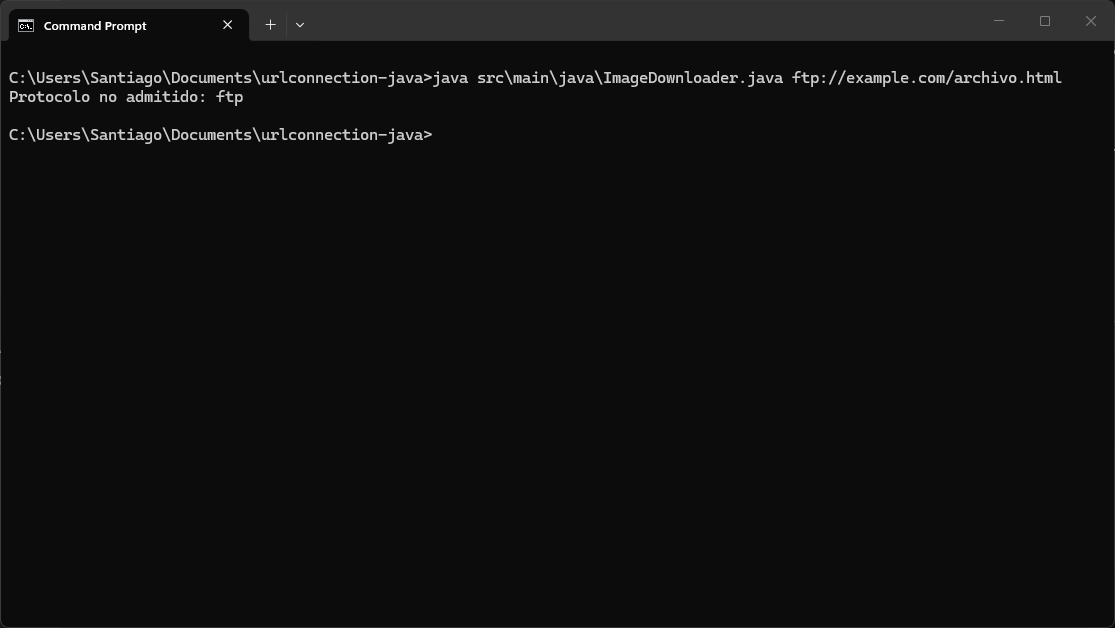 Command Prompt
C:\Users\Santiago\Documents\urlconnection-java>java src\main\java\ImageDownloader.java ftp://example.com/archivo.html
Protocolo no admitido: ftp
C:\Users\Santiago\Documents\urlconnection-java>